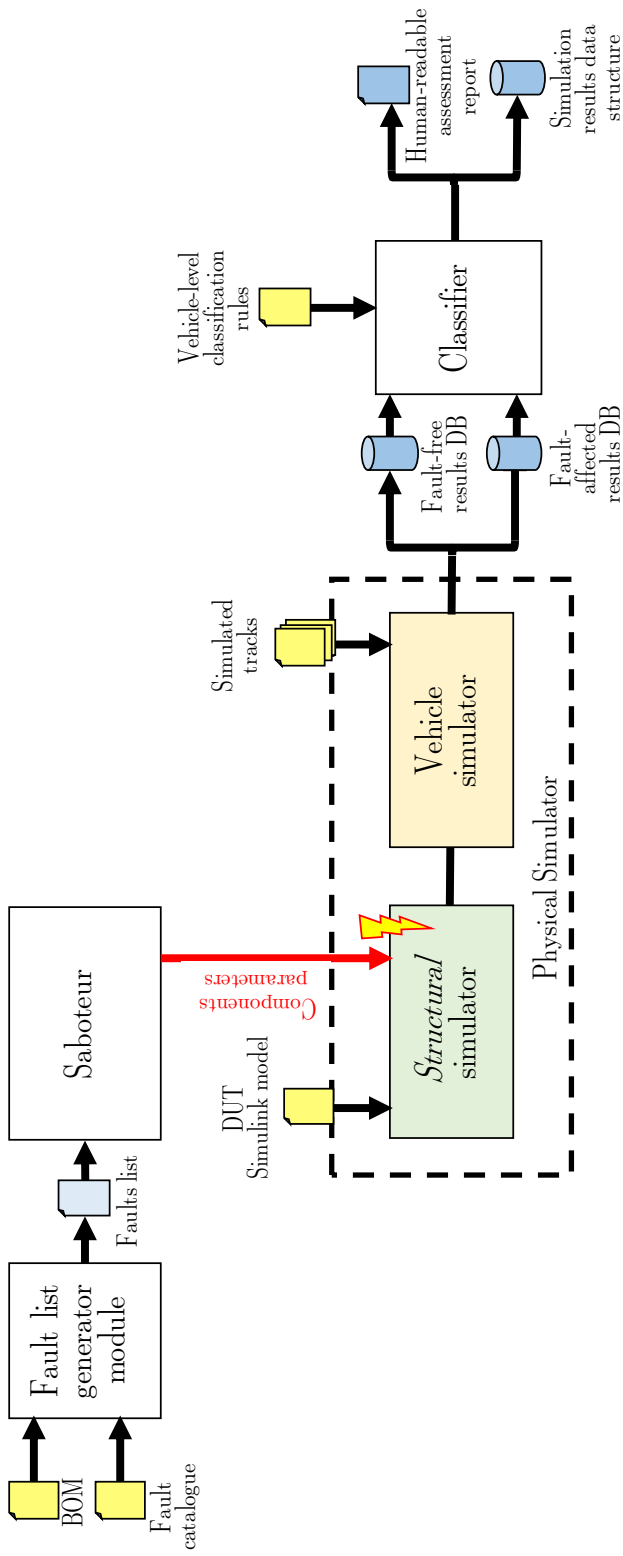 BOM
Fault
catalogue
Fault list
generator
module
Faults list
Saboteur
Components
parameters
DUT
Simulink model
Structural
simulator
Simulated
tracks
Vehicle
simulator
Physical Simulator
Fault-free
results DB
Fault-
affected
results DB
Vehicle-level
classification
rules
Classifier
Human-readable
assessment
report
Simulation
results data
structure